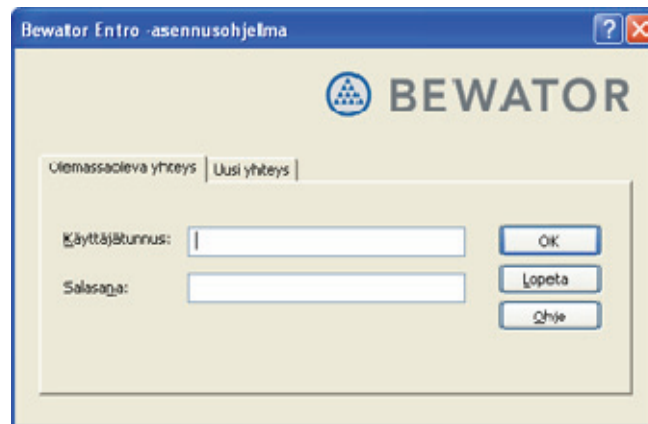 Bewator Entro -asennusohjelma
BEWATOR
Olemassaoleva yhteys
Uusi yhteys
Käyttäjätunnus:
OK
Salasana:
Lopeta
Ohje